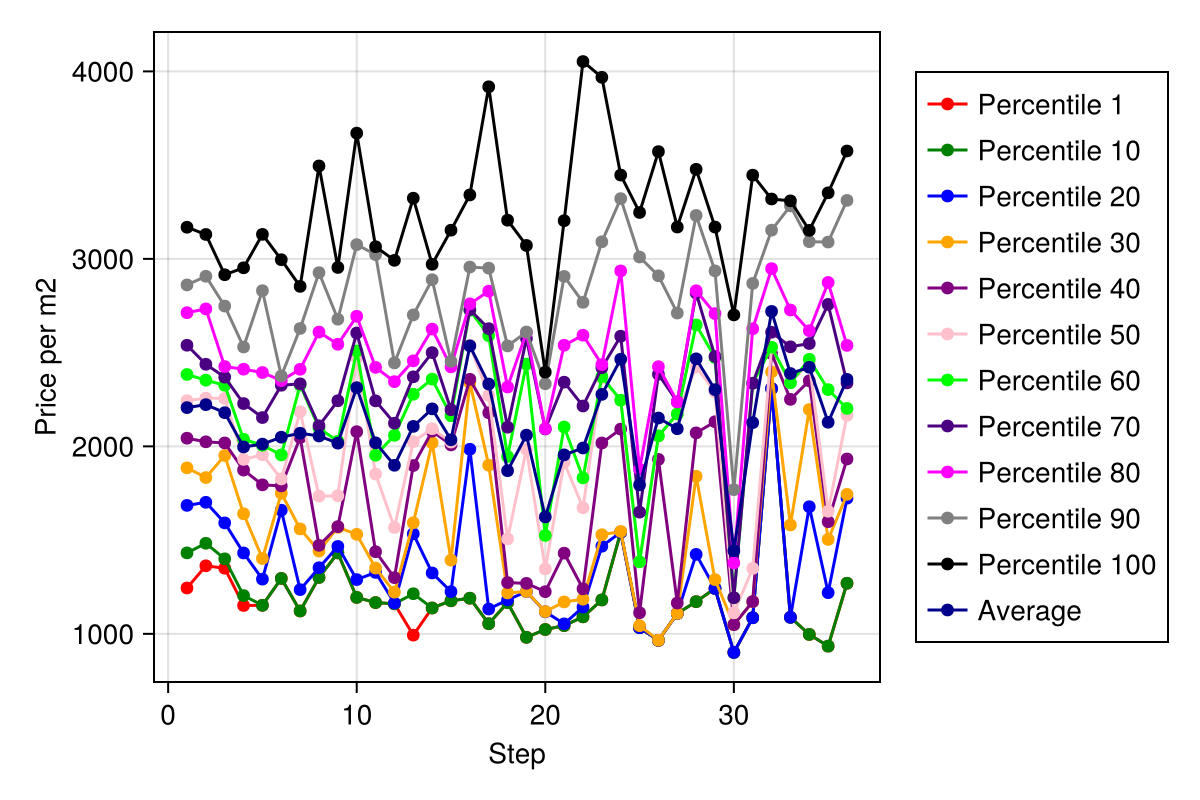 4000
3000
2000
1000
Price per m2
0 10 20 30
Step
Percentile 1
Percentile 10
Percentile 20
Percentile 30
Percentile 40
Percentile 50
Percentile 60
Percentile 70
Percentile 80
Percentile 90
Percentile 100
Average